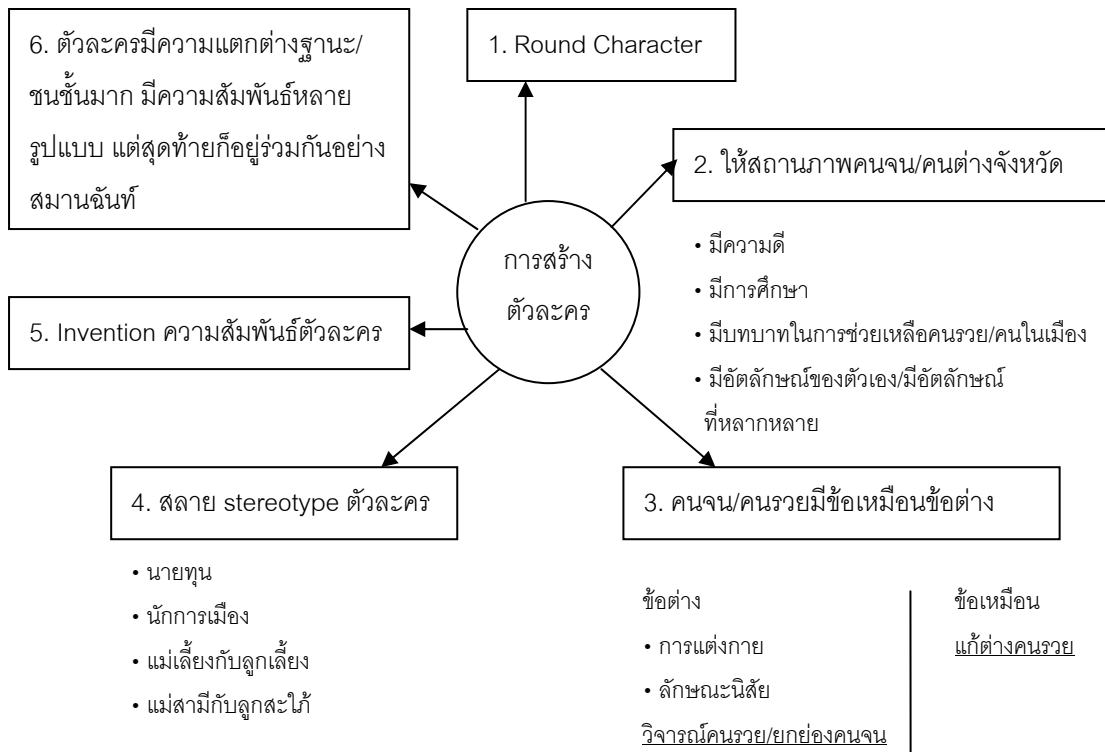 6. ตัวละครมีความแตกต่างฐานะ/
ชนชั้นมาก มีความสัมพันธ์หลาย
รูปแบบ แต่สุดท้ายก็อยู่ร่วมกันอย่าง
สมานฉันท์
1. Round Character
2. ให้สถานภาพคนจน/คนต่างจังหวัด
• มีความดี
• มีการศึกษา
• มีบทบาทในการช่วยเหลือคนรวย/คนในเมือง
• มีอัตลักษณ์ของตัวเอง/มีอัตลักษณ์
ที่หลากหลาย
การสร้าง
ตัวละคร
5. Invention ความสัมพันธ์ตัวละคร
4. สลาย stereotype ตัวละคร
• นายทุน
• นักการเมือง
• แม่เลี้ยงกับลูกเลี้ยง
• แม่สามีกับลูกสะใภ้
3. คนจน/คนรวยมีข้อเหมือนข้อต่าง
ข้อต่าง
• การแต่งกาย
• ลักษณะนิสัย
วิจารณ์คนรวย/ยกย่องคนจน
ข้อเหมือน
แก้ต่างคนรวย